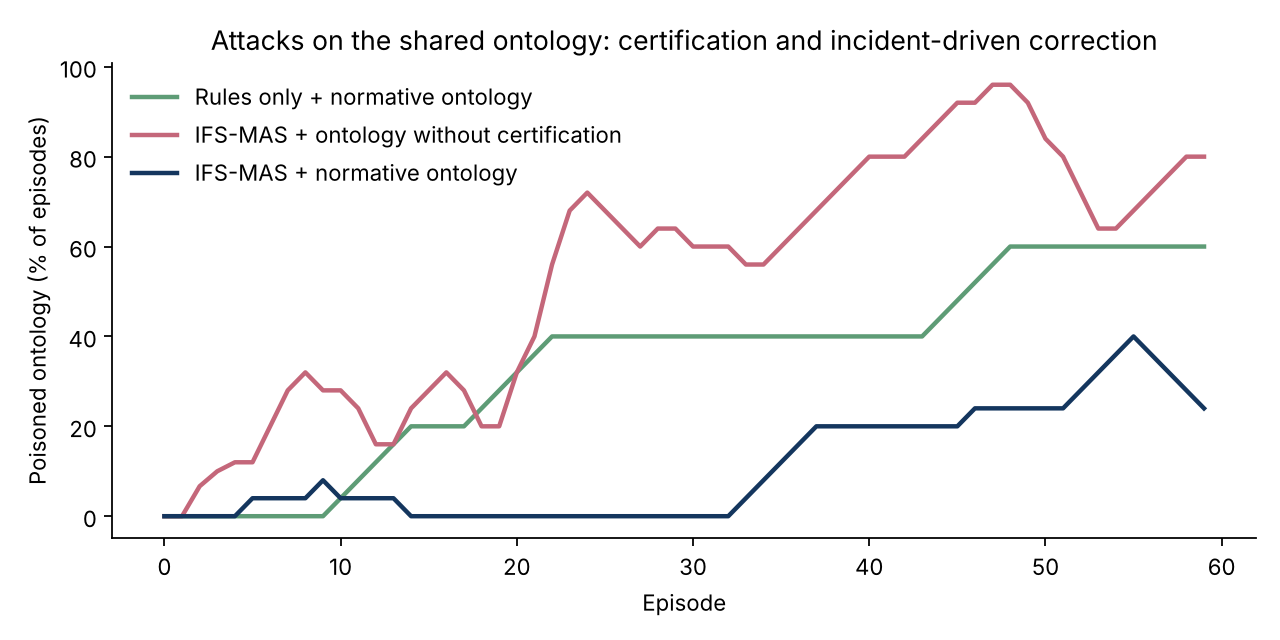 Attacks on the shared ontology: certification and incident-driven correction
Rules only + normative ontology
IFS-MAS + ontology without certification
IFS-MAS + normative ontology
Poisoned ontology (% of episodes)
100
80
60
40
20
0
0 10 20 30 40 50 60
Episode